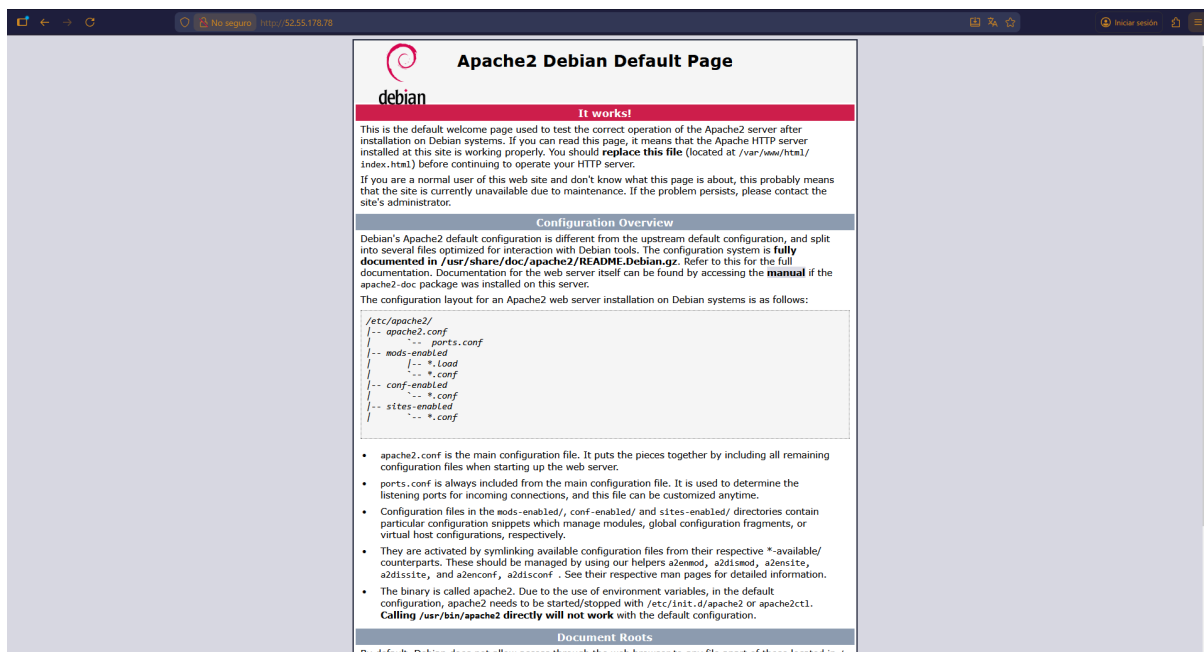 No seguro http://52.55.178.78
Iniciar sesión
debian
Apache2 Debian Default Page
It works!
This is the default welcome page used to test the correct operation of the Apache2 server after
installation on Debian systems. If you can read this page, it means that the Apache HTTP server
installed at this site is working properly. You should replace this file (located at /var/www/html/
index.html) before continuing to operate your HTTP server.
If you are a normal user of this web site and don't know what this page is about, this probably means
that the site is currently unavailable due to maintenance. If the problem persists, please contact the
site's administrator.
Configuration Overview
Debian's Apache2 default configuration is different from the upstream default configuration, and split
into several files optimized for interaction with Debian tools. The configuration system is fully
documented in /usr/share/doc/apache2/README.Debian.gz. Refer to this for the full
documentation. Documentation for the web server itself can be found by accessing the manual if the
apache2-doc package was installed on this server.
The configuration layout for an Apache2 web server installation on Debian systems is as follows:
/etc/apache2/
|-- apache2.conf
|       `--  ports.conf
|-- mods-enabled
|       |-- *.load
|       `-- *.conf
|-- conf-enabled
|       `-- *.conf
|-- sites-enabled
|       `-- *.conf
• apache2.conf is the main configuration file. It puts the pieces together by including all remaining
configuration files when starting up the web server.
• ports.conf is always included from the main configuration file. It is used to determine the
listening ports for incoming connections, and this file can be customized anytime.
• Configuration files in the mods-enabled/, conf-enabled/ and sites-enabled/ directories contain
particular configuration snippets which manage modules, global configuration fragments, or
virtual host configurations, respectively.
• They are activated by symlinking available configuration files from their respective *-available/
counterparts. These should be managed by using our helpers a2enmod, a2dismod, a2ensite,
a2dissite, and a2enconf, a2disconf . See their respective man pages for detailed information.
• The binary is called apache2. Due to the use of environment variables, in the default
configuration, apache2 needs to be started/stopped with /etc/init.d/apache2 or apache2ctl.
Calling /usr/bin/apache2 directly will not work with the default configuration.
Document Roots